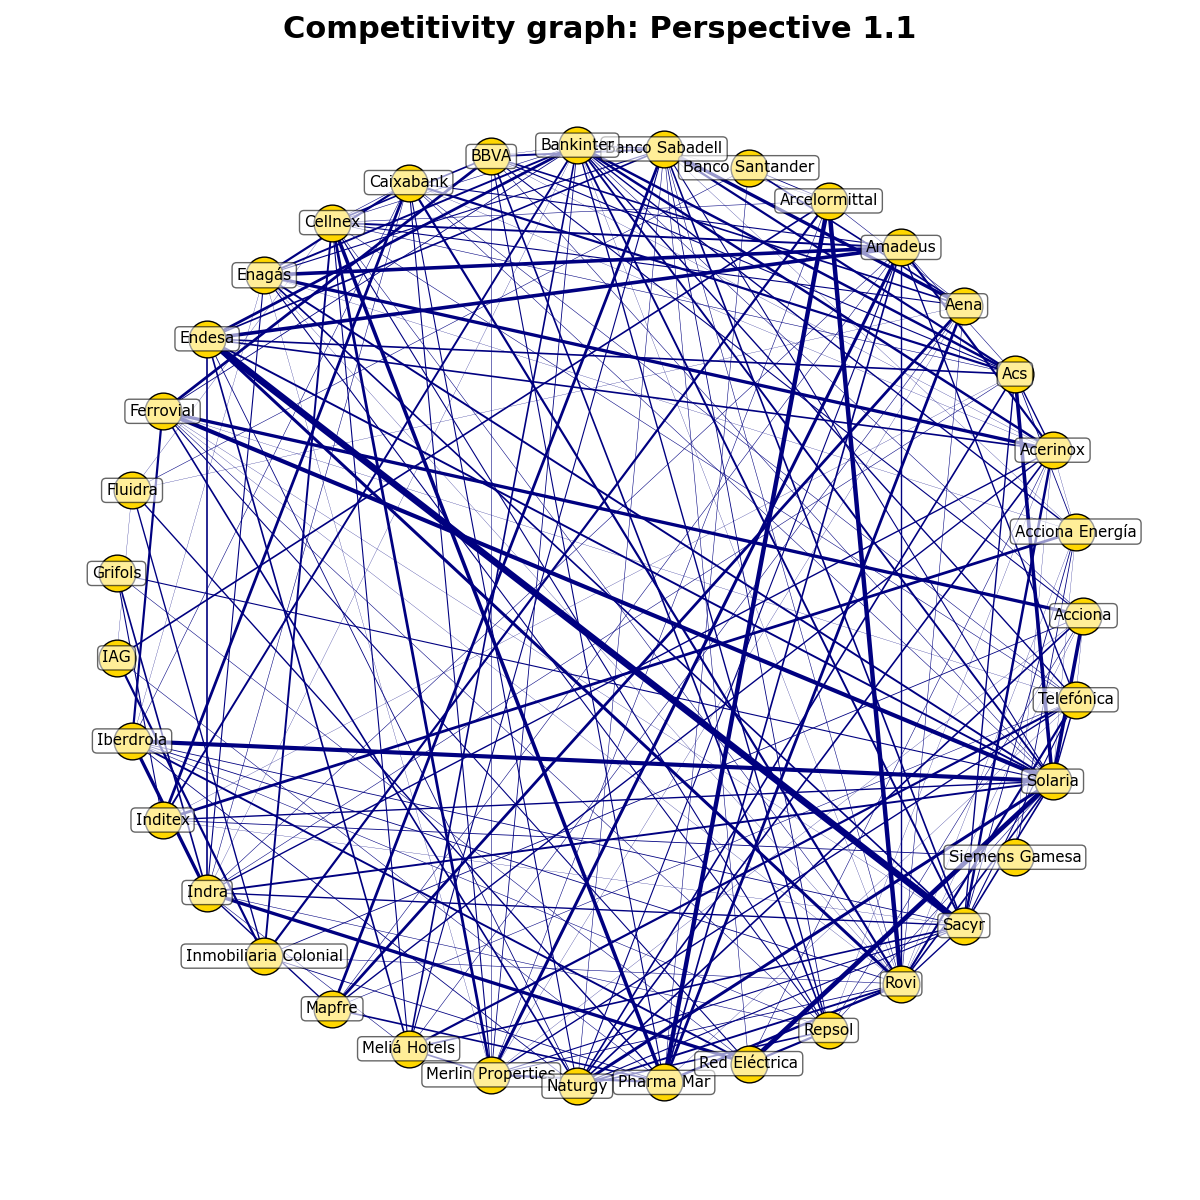 Competitivity graph: Perspective 1.1
Bankinter
Banco Sabadell
BBVA
Banco Santander
Caixabank
Arcelormittal
Cellnex
Amadeus
Enagás
Aena
Endesa
Acs
Ferrovial
Acerinox
Fluidra
Acciona Energía
Grifols
Acciona
IAG
Telefónica
Iberdrola
Solaria
Inditex
Siemens Gamesa
Indra
Sacyr
Inmobiliaria Colonial
Rovi
Mapfre
Repsol
Meliá Hotels
Red Eléctrica
Merlin Properties
Naturgy
Pharma Mar